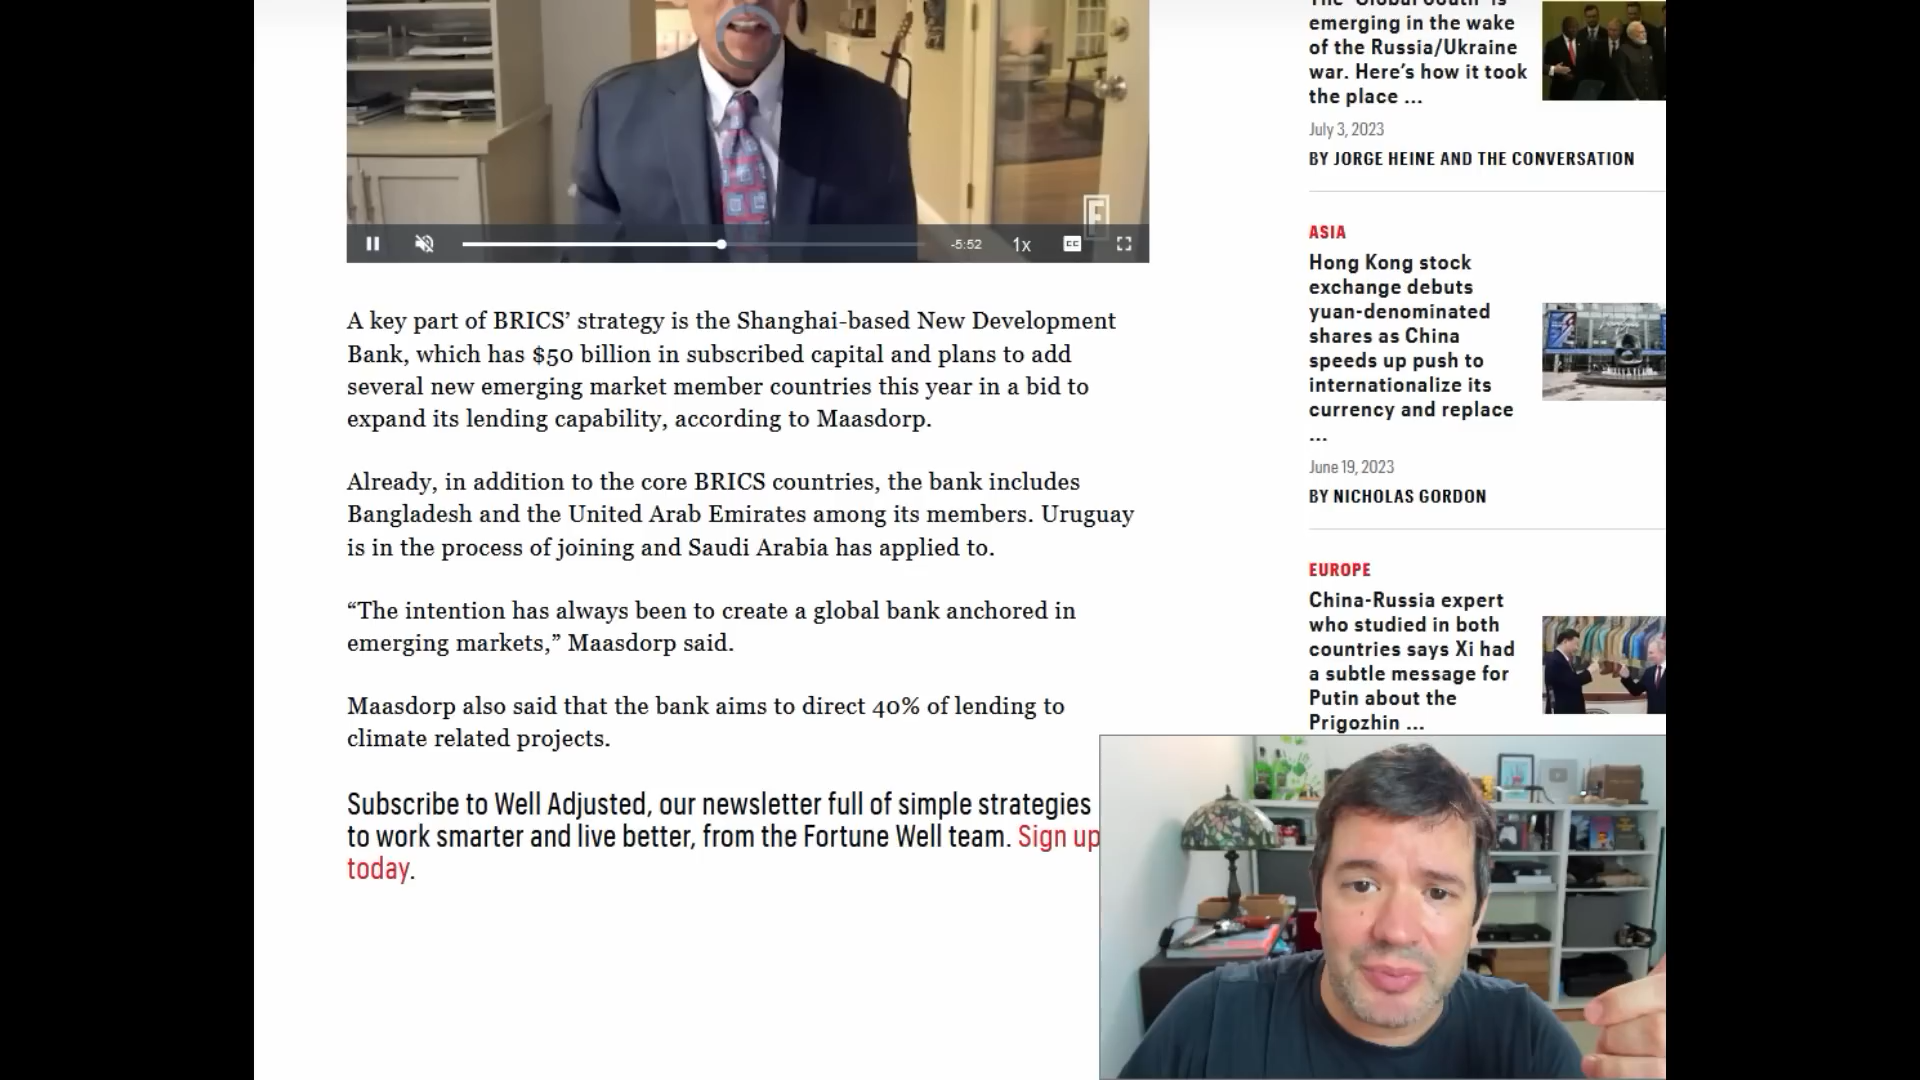 -5:52
1x
CC
F
A key part of BRICS’ strategy is the Shanghai-based New Development
Bank, which has $50 billion in subscribed capital and plans to add
several new emerging market member countries this year in a bid to
expand its lending capability, according to Maasdorp.
Already, in addition to the core BRICS countries, the bank includes
Bangladesh and the United Arab Emirates among its members. Uruguay
is in the process of joining and Saudi Arabia has applied to.
“The intention has always been to create a global bank anchored in
emerging markets,” Maasdorp said.
Maasdorp also said that the bank aims to direct 40% of lending to
climate related projects.
Subscribe to Well Adjusted, our newsletter full of simple strategies
to work smarter and live better, from the Fortune Well team. Sign up
today.
The ‘Global South’ is
emerging in the wake
of the Russia/Ukraine
war. Here’s how it took
the place ...
July 3, 2023
BY JORGE HEINE AND THE CONVERSATION
ASIA
Hong Kong stock
exchange debuts
yuan-denominated
shares as China
speeds up push to
internationalize its
currency and replace
...
June 19, 2023
BY NICHOLAS GORDON
EUROPE
China-Russia expert
who studied in both
countries says Xi had
a subtle message for
Putin about the
Prigozhin ...